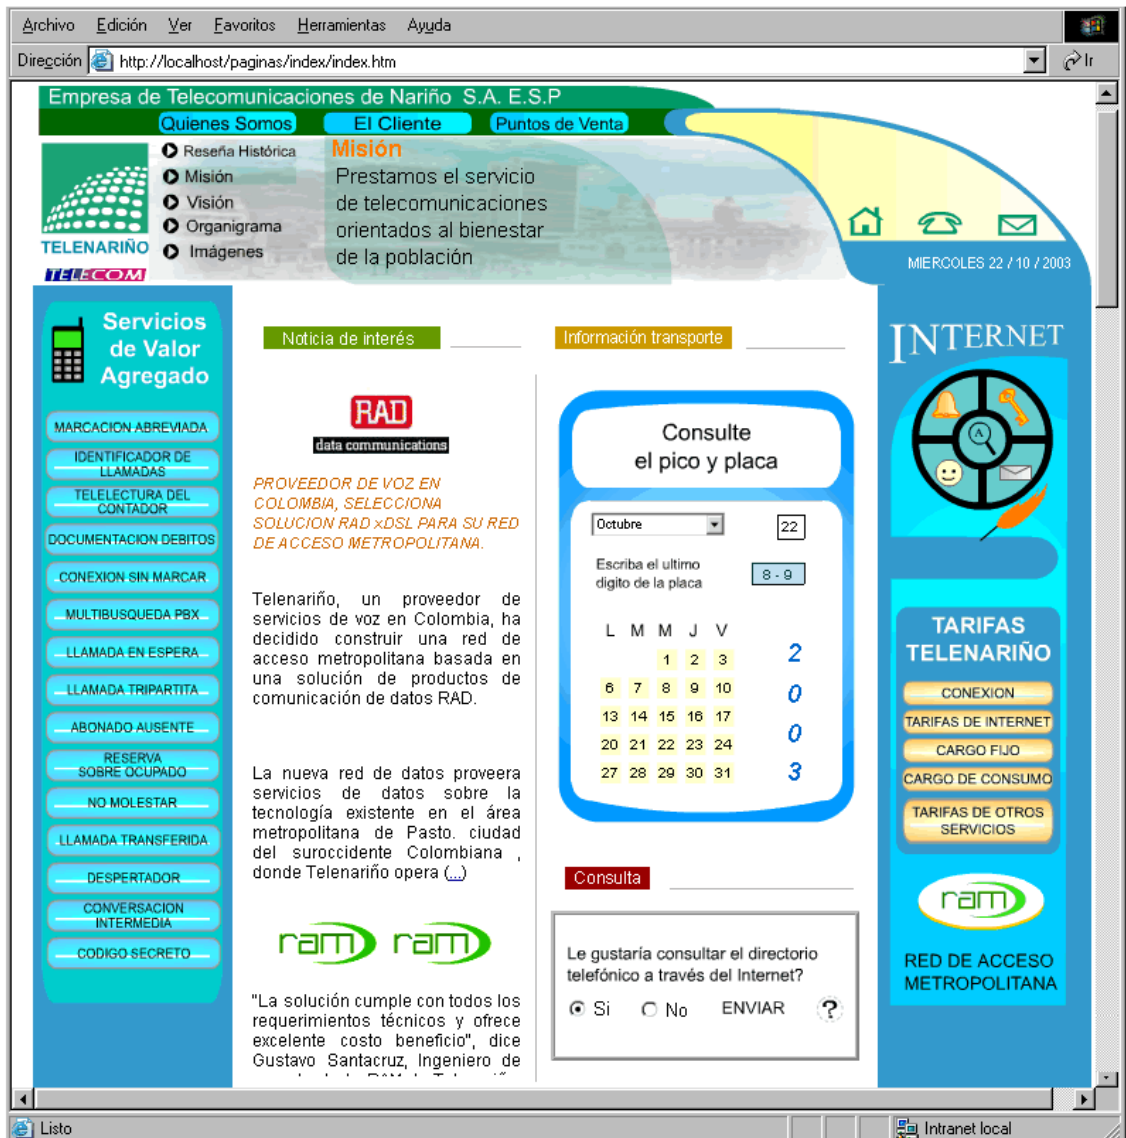 Archivo Edición Ver Favoritos Herramientas Ayuda
Dirección http://localhost/paginas/index/index.htm Ir
Empresa de Telecomunicaciones de Nariño S.A. E.S.P
Quienes Somos El Cliente Puntos de Venta
Reseña Histórica
Misión
Visión
Organigrama
Imágenes
TELENARIÑO
TELECOM
Misión
Prestamos el servicio
de telecomunicaciones
orientados al bienestar
de la población
MIERCOLES 22 / 10 / 2003
Servicios
de Valor
Agregado
MARCACION ABREVIADA
IDENTIFICADOR DE
LLAMADAS
TELELECTURA DEL
CONTADOR
DOCUMENTACION DEBITOS
CONEXION SIN MARCAR
MULTIBUSQUEDA PBX
LLAMADA EN ESPERA
LLAMADA TRIPARTITA
ABONADO AUSENTE
RESERVA
SOBRE OCUPADO
NO MOLESTAR
LLAMADA TRANSFERIDA
DESPERTADOR
CONVERSACION
INTERMEDIA
CODIGO SECRETO
Noticia de interés
RAD
data communications
PROVEEDOR DE VOZ EN
COLOMBIA, SELECCIONA
SOLUCION RAD xDSL PARA SU RED
DE ACCESO METROPOLITANA.
Telenariño, un proveedor de
servicios de voz en Colombia, ha
decidido construir una red de
acceso metropolitana basada en
una solución de productos de
comunicación de datos RAD.
La nueva red de datos proveera
servicios de datos sobre la
tecnología existente en el área
metropolitana de Pasto. ciudad
del suroccidente Colombiana ,
donde Telenariño opera (...)
ram ram
"La solución cumple con todos los
requerimientos técnicos y ofrece
excelente costo beneficio", dice
Gustavo Santacruz, Ingeniero de
Información transporte
Consulte
el pico y placa
Octubre 22
Escriba el ultimo
digito de la placa
8 - 9
L M M J V
1 2 3
6 7 8 9 10
13 14 15 16 17
20 21 22 23 24
27 28 29 30 31
2
0
0
3
Consulta
Le gustaría consultar el directorio
telefónico a través del Internet?
Si No ENVIAR ?
INTERNET
A
TARIFAS
TELENARIÑO
CONEXION
TARIFAS DE INTERNET
CARGO FIJO
CARGO DE CONSUMO
TARIFAS DE OTROS
SERVICIOS
ram
RED DE ACCESO
METROPOLITANA
Listo Intranet local